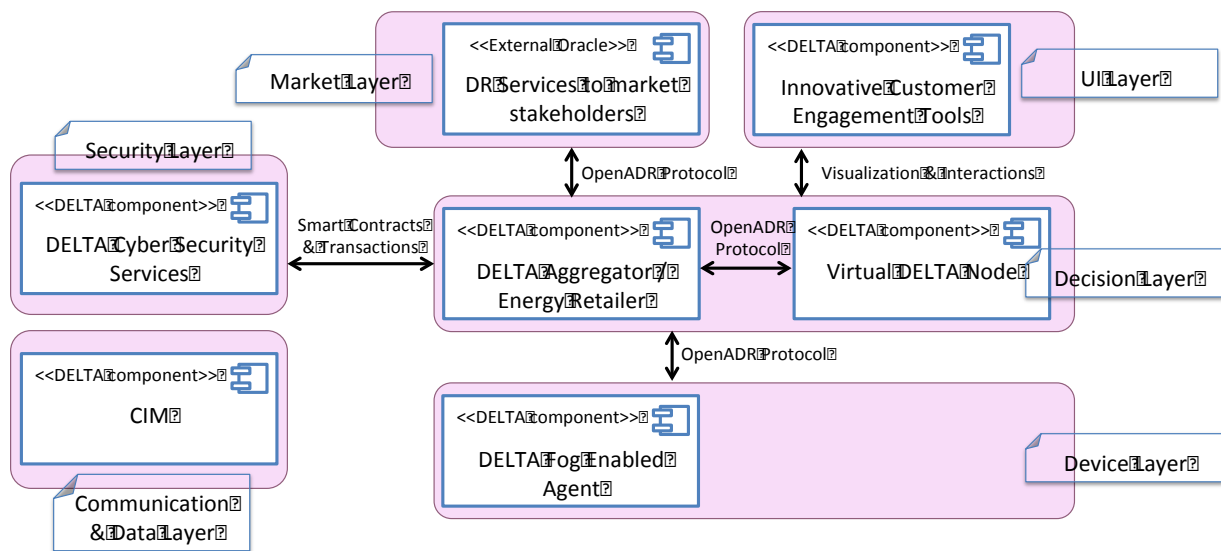 <<External Oracle>>
DR Services to market
stakeholders
Market Layer
<<DELTA component>>
Innovative Customer
Engagement Tools
UI Layer
Security Layer
OpenADR Protocol
Visualization & Interactions
<<DELTA component>>
DELTA Cyber Security
Services
Smart Contracts
& Transactions
<<DELTA component>>
DELTA Aggregator /
Energy Retailer
OpenADR
Protocol
<<DELTA component>>
Virtual DELTA Node
Decision Layer
OpenADR Protocol
<<DELTA component>>
CIM
Communication
& Data Layer
<<DELTA component>>
DELTA Fog Enabled
Agent
Device Layer